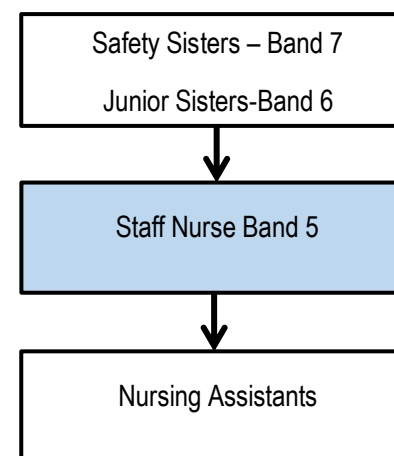 Safety Sisters – Band 7
Junior Sisters-Band 6
Staff Nurse Band 5
Nursing Assistants